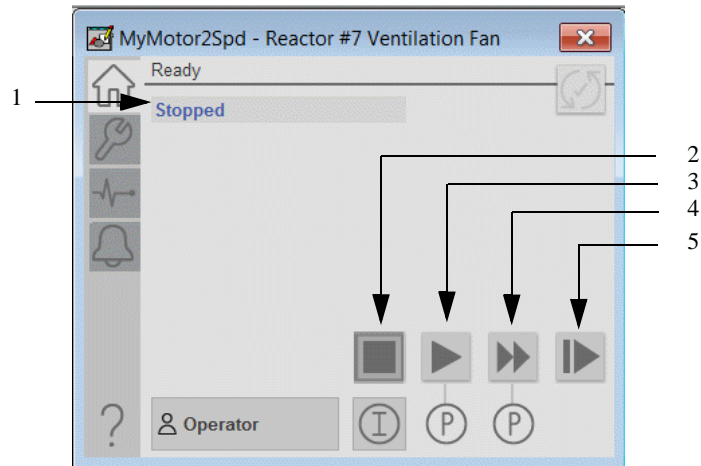 MyMotor2Spd - Reactor #7 Ventilation Fan
Ready
1
Stopped
2
3
4
5
?
Operator
I
P
P